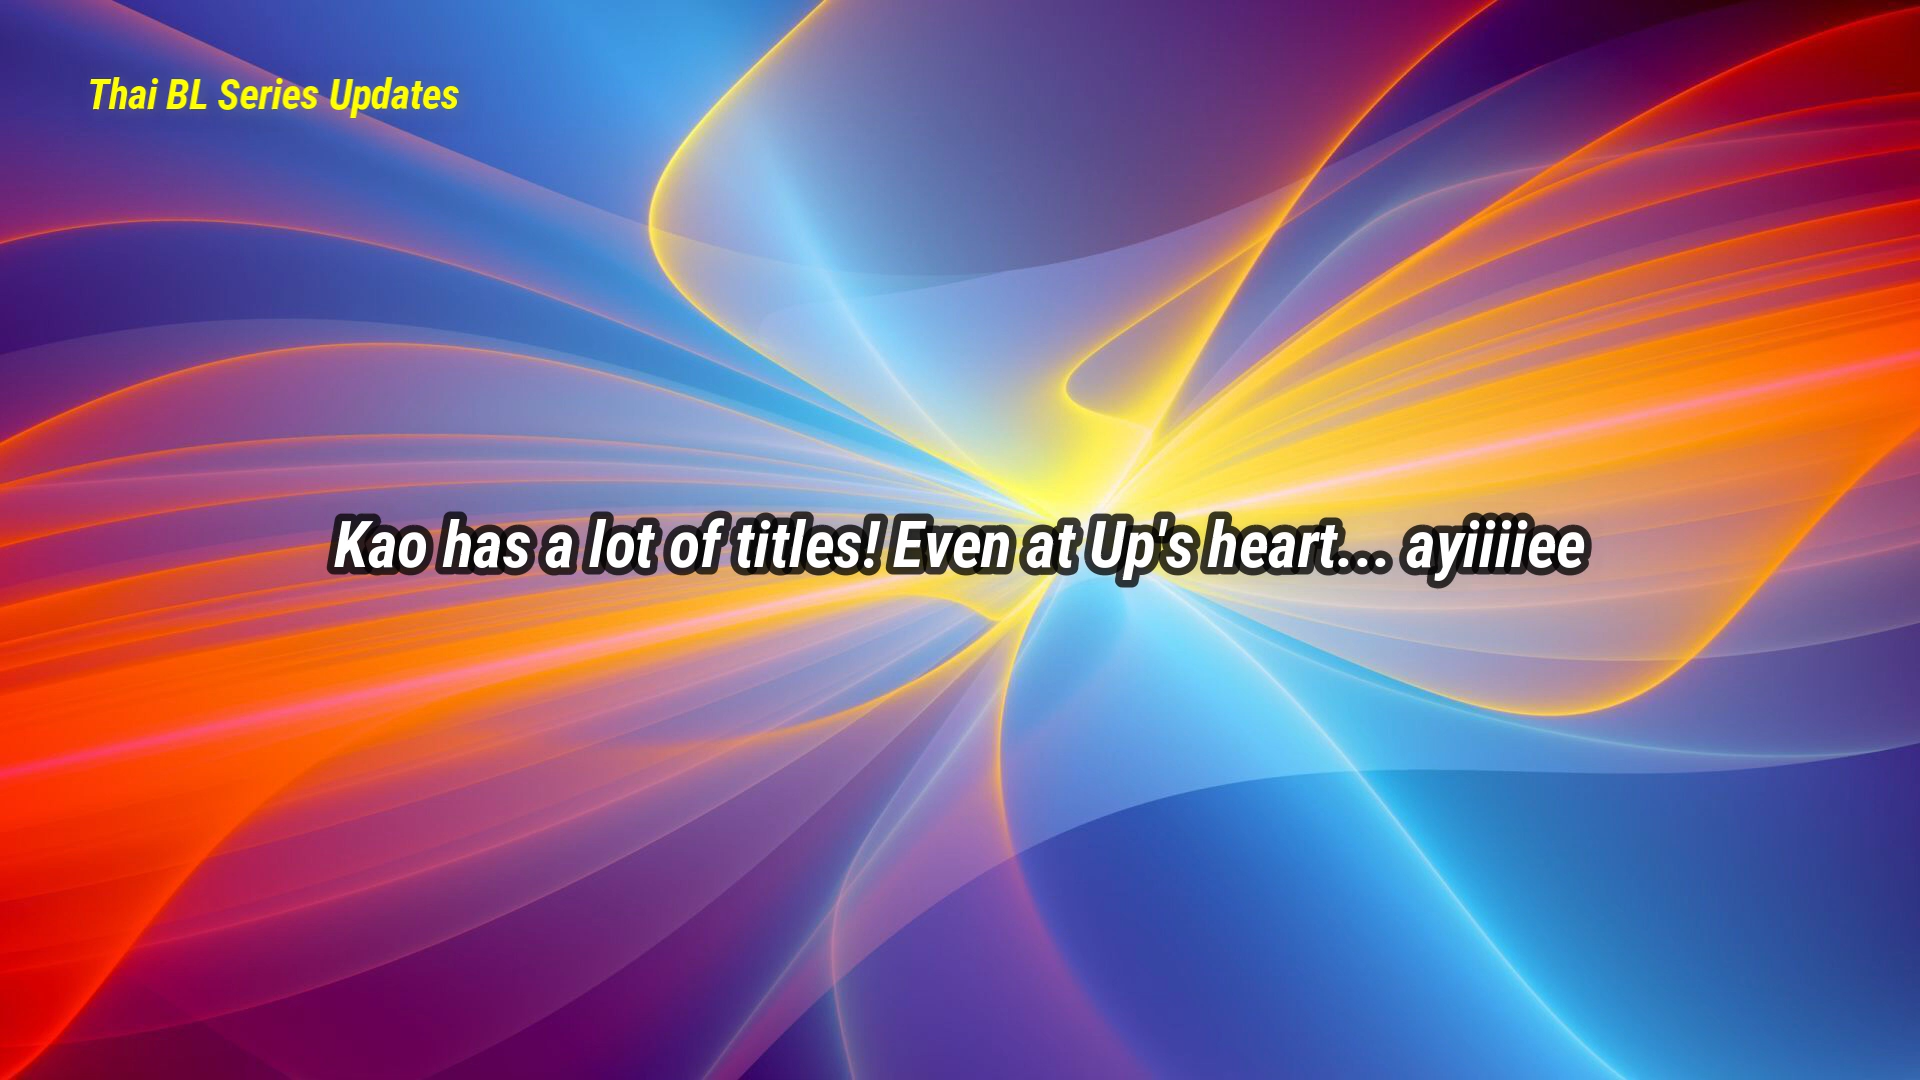 Thai BL Series Updates
Kao has a lot of titles! Even at Up's heart... ayiiiiee